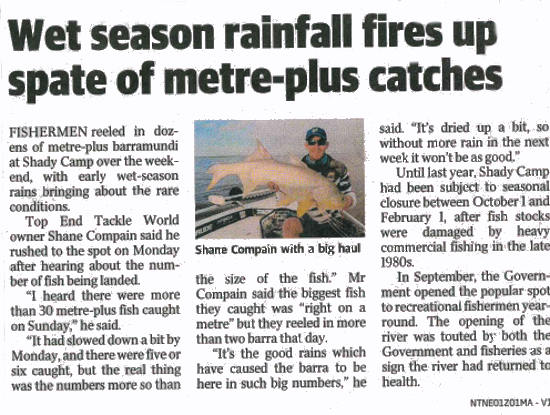 Wet season rainfall fires up
spate of metre-plus catches
FISHERMEN reeled in doz-
ens of metre-plus barramundi
at Shady Camp over the week-
end, with early wet-season
rains bringing about the rare
conditions.
Top End Tackle World
owner Shane Compain said he
rushed to the spot on Monday
after hearing about the num-
ber of fish being landed.
"I heard there were more
than 30 metre-plus fish caught
on Sunday," he said.
"It had slowed down a bit by
Monday, and there were five or
six caught, but the real thing
was the numbers more so than
Shane Compain with a big haul
the size of the fish." Mr
Compain said the biggest fish
they caught was "right on a
metre" but they reeled in more
than two barra that day.
"It's the good rains which
have caused the barra to be
here in such big numbers," he
said. "It's dried up a bit, so
without more rain in the next
week it won't be as good."
Until last year, Shady Camp
had been subject to seasonal
closure between October 1 and
February 1, after fish stocks
were damaged by heavy
commercial fishing in the late
1980s.
In September, the Govern-
ment opened the popular spot
to recreational fishermen year-
round. The opening of the
river was touted by both the
Government and fisheries as a
sign the river had returned to
health.
NTNE01Z01MA - V1